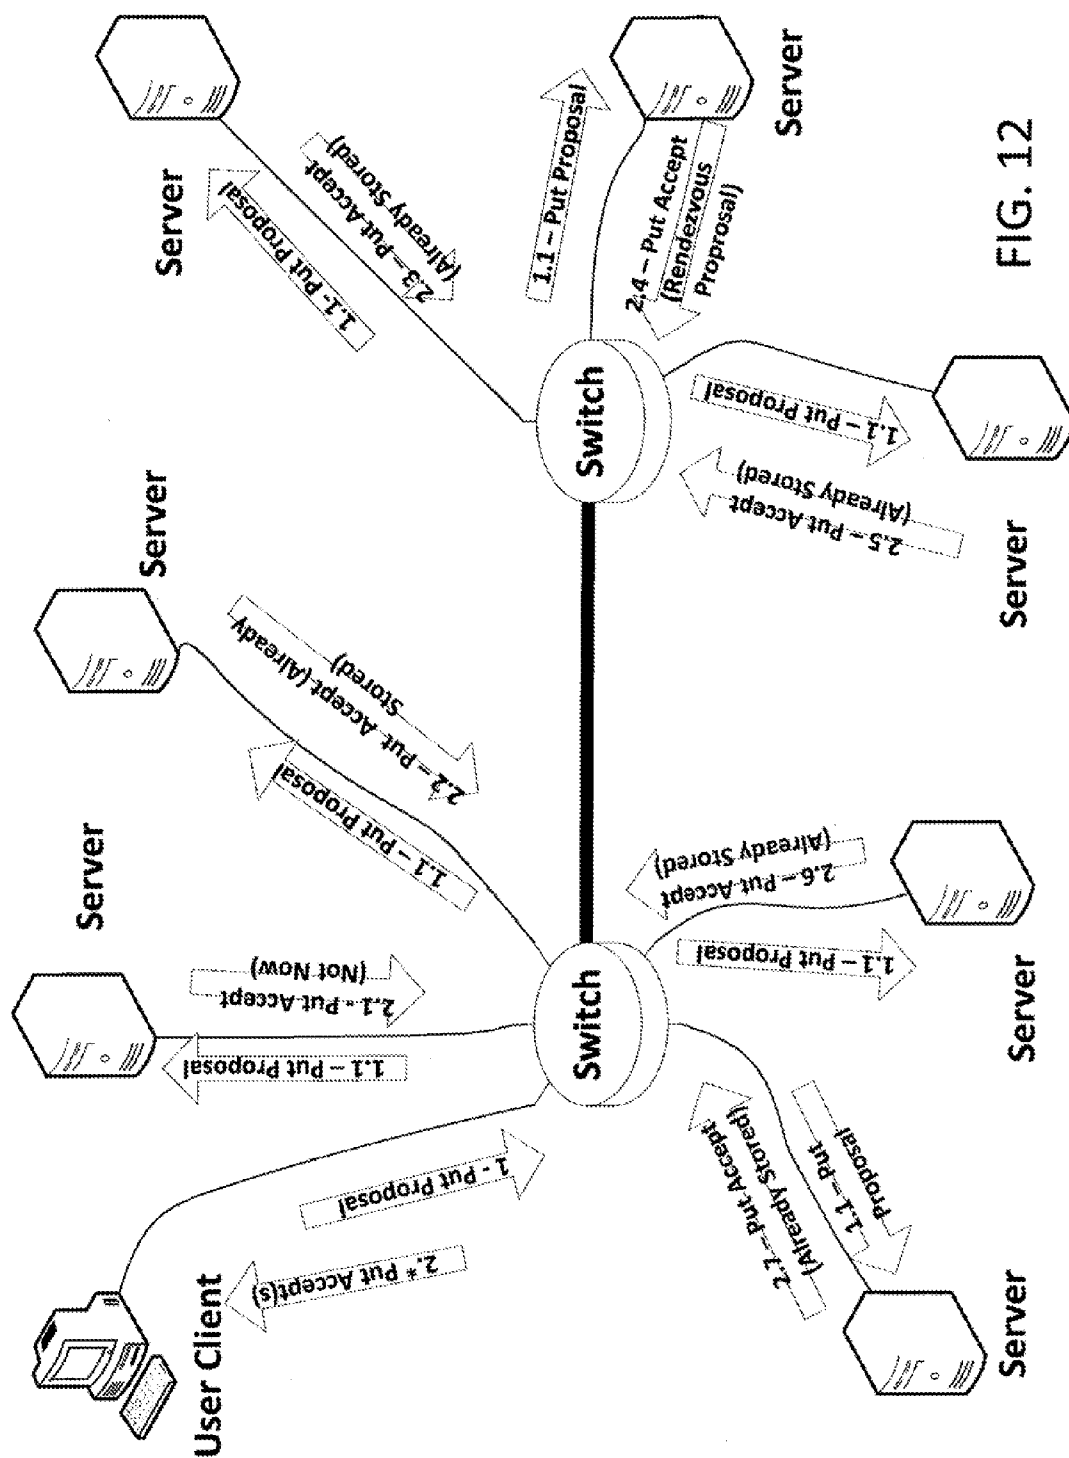 User Client
2.* Put Accept(s)
1 - Put Proposal
Server
1.1 – Put Proposal
2.1 - Put Accept
(Not Now)
Server
1.1 – Put Proposal
2.2 – Put Accept (Already
Stored)
Server
1.1- Put Proposal
2.3 – Put Accept
(Already Stored)
Switch
Switch
1.1 – Put Proposal
2.4 – Put Accept
(Rendezvous
Proprosal)
Server
2.7 – Put Accept
(Already Stored)
1.1 – Put
Proposal
Server
1.1 – Put Proposal
2.6 – Put Accept
(Already Stored)
Server
2.5 – Put Accept
(Already Stored)
1.1 – Put Proposal
Server
FIG. 12